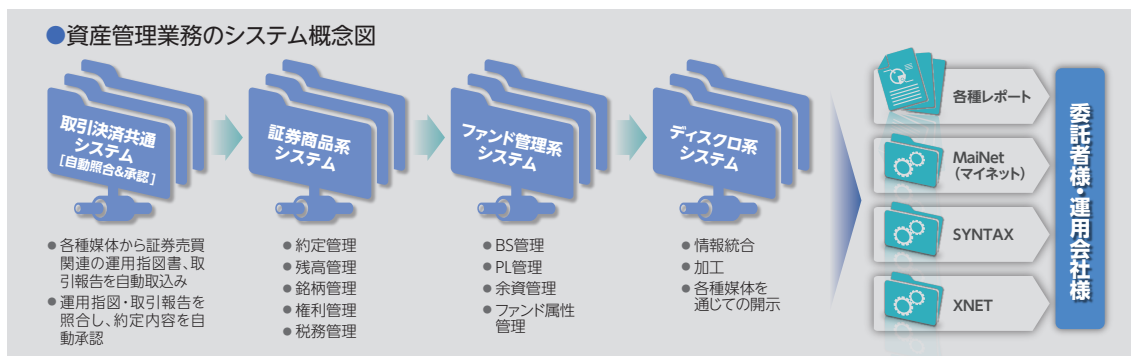 ●資産管理業務のシステム概念図
取引決済共通
システム
[自動照合&承認]
● 各種媒体から証券売買
関連の運用指図書、取
引報告を自動取込み
● 運用指図・取引報告を
照合し、約定内容を自
動承認
証券商品系
システム
● 約定管理
● 残高管理
● 銘柄管理
● 権利管理
● 税務管理
ファンド管理系
システム
● BS管理
● PL管理
● 余資管理
● ファンド属性
管理
ディスクロ系
システム
● 情報統合
● 加工
● 各種媒体を
通じての開示
各種レポート
MaiNet
(マイネット)
SYNTAX
XNET
委託者様・運用会社様